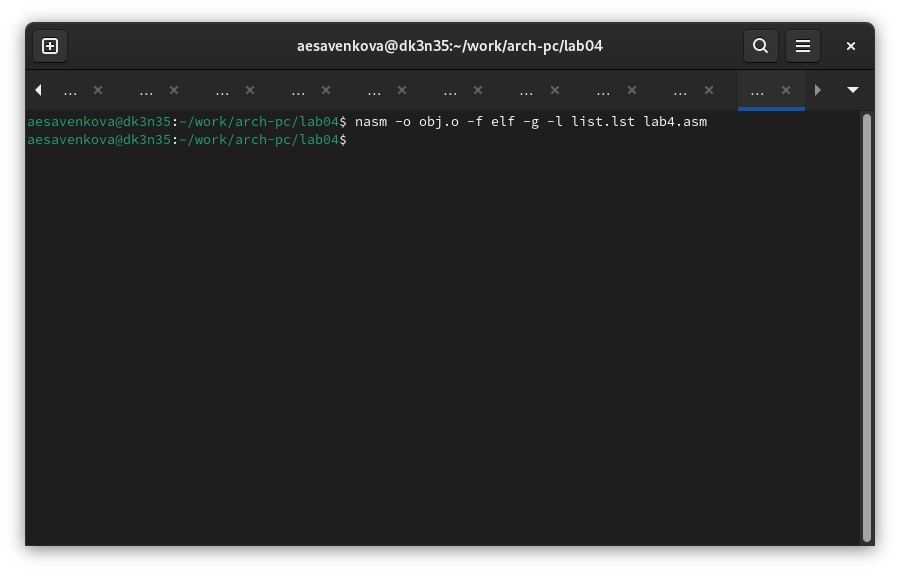 aesavenkova@dk3n35:~/work/arch-pc/lab04
... ... ... ... ... ... ... ... ... ...
aesavenkova@dk3n35:~/work/arch-pc/lab04$ nasm -o obj.o -f elf -g -l list.lst lab4.asm
aesavenkova@dk3n35:~/work/arch-pc/lab04$